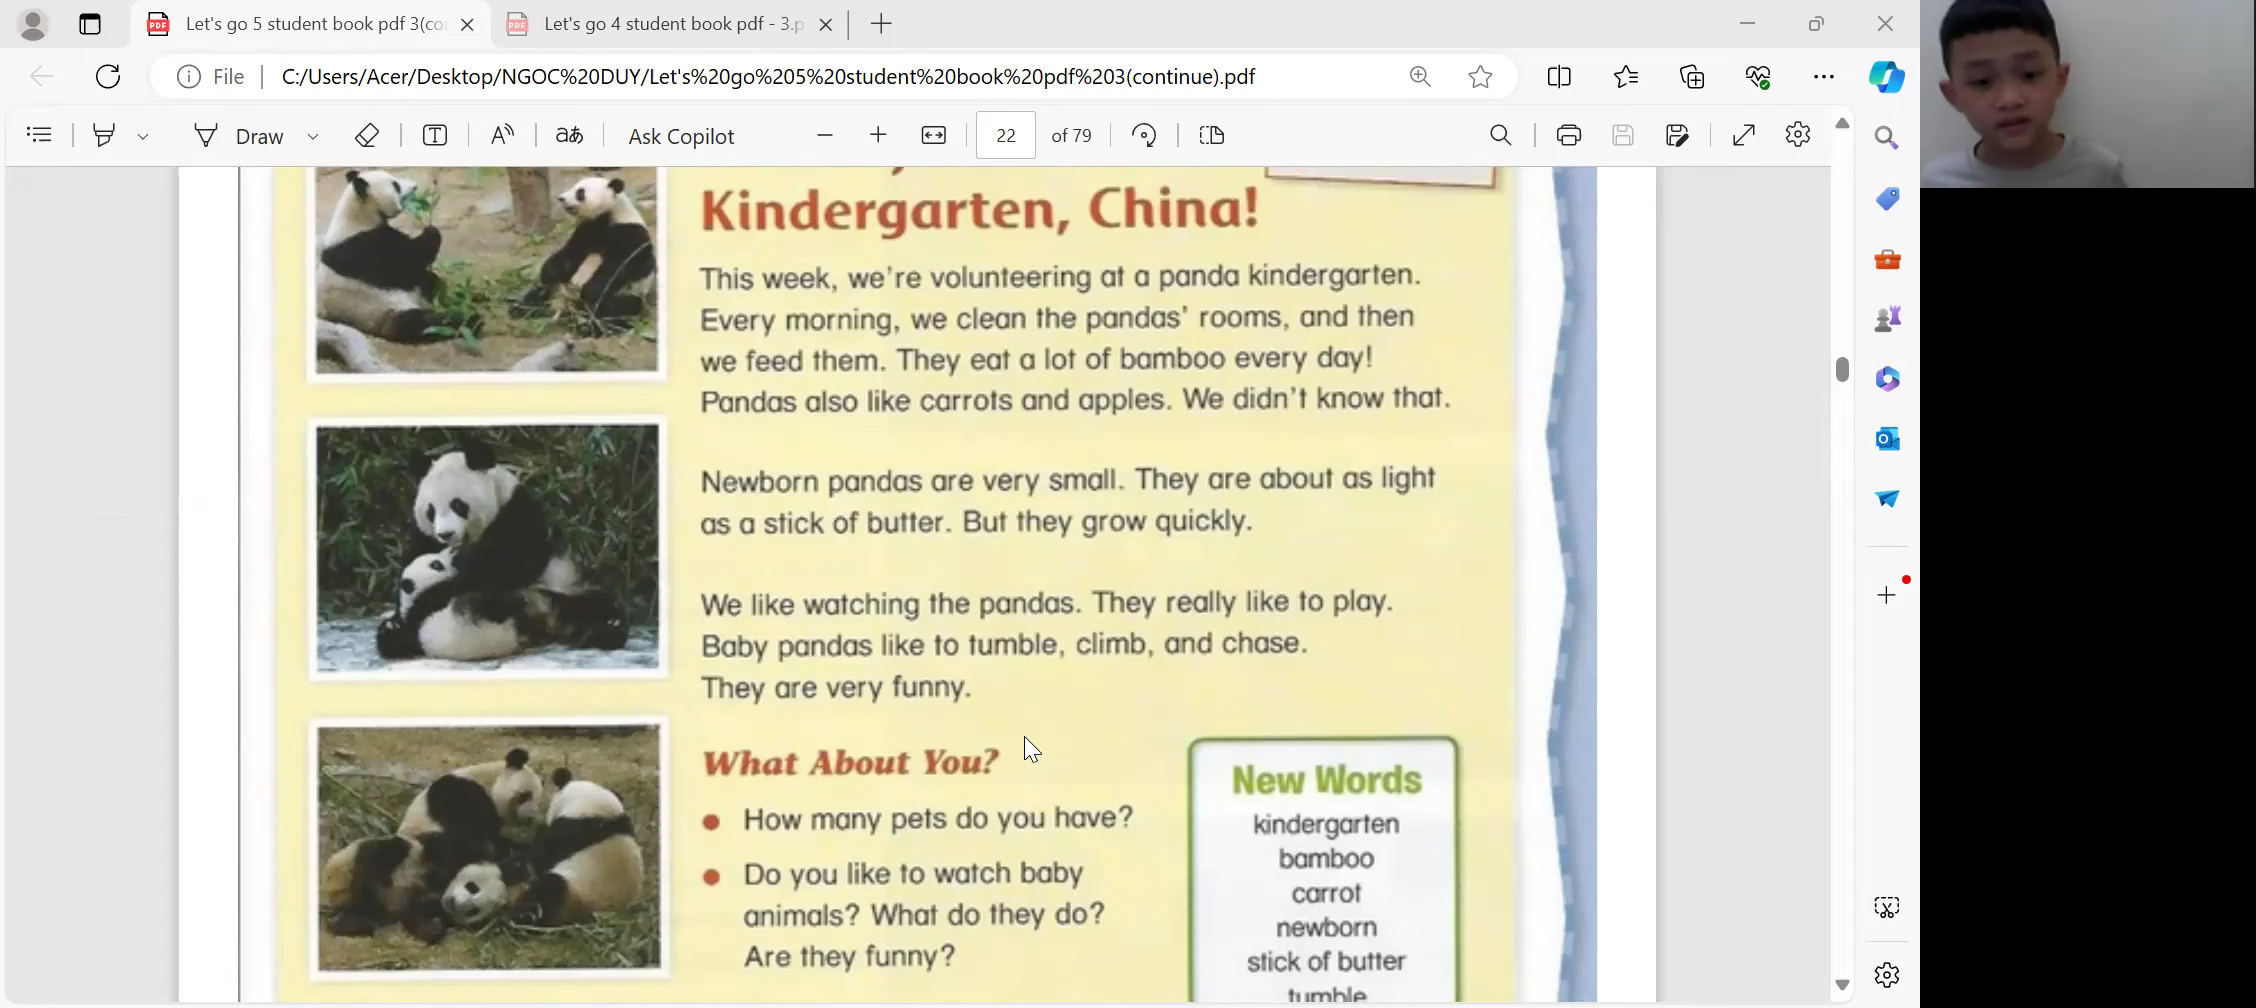 Let's go 5 student book pdf 3(co
Let's go 4 student book pdf - 3.p
File
C:/Users/Acer/Desktop/NGOC%20DUY/Let's%20go%205%20student%20book%20pdf%203(continue).pdf
Draw
Ask Copilot
22 of 79
Kindergarten, China!
This week, we're volunteering at a panda kindergarten.
Every morning, we clean the pandas' rooms, and then
we feed them. They eat a lot of bamboo every day!
Pandas also like carrots and apples. We didn't know that.
Newborn pandas are very small. They are about as light
as a stick of butter. But they grow quickly.
We like watching the pandas. They really like to play.
Baby pandas like to tumble, climb, and chase.
They are very funny.
What About You?
How many pets do you have?
Do you like to watch baby
animals? What do they do?
Are they funny?
New Words
kindergarten
bamboo
carrot
newborn
stick of butter
tumble